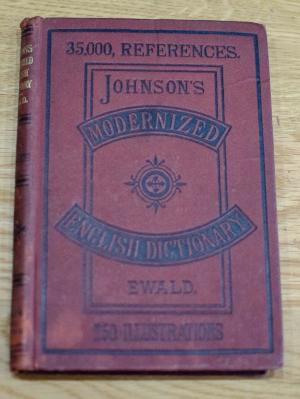 35,000, REFERENCES.
JOHNSON'S
MODERNIZED
ENGLISH DICTIONARY
EWALD.
250 ILLUSTRATIONS